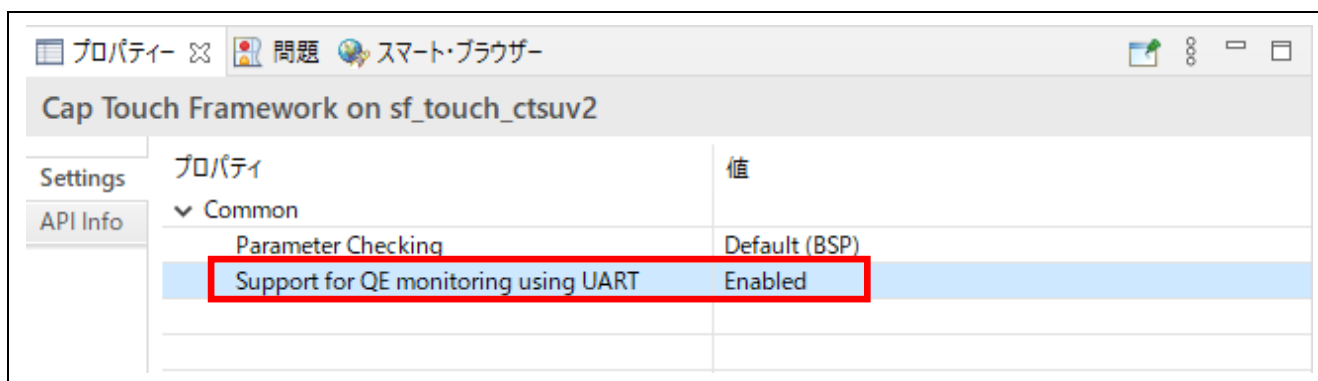 プロパティー 問題 スマート・ブラウザー
Cap Touch Framework on sf_touch_ctsuv2
Settings
API Info
プロパティ 値
Common
Parameter Checking Default (BSP)
Support for QE monitoring using UART Enabled